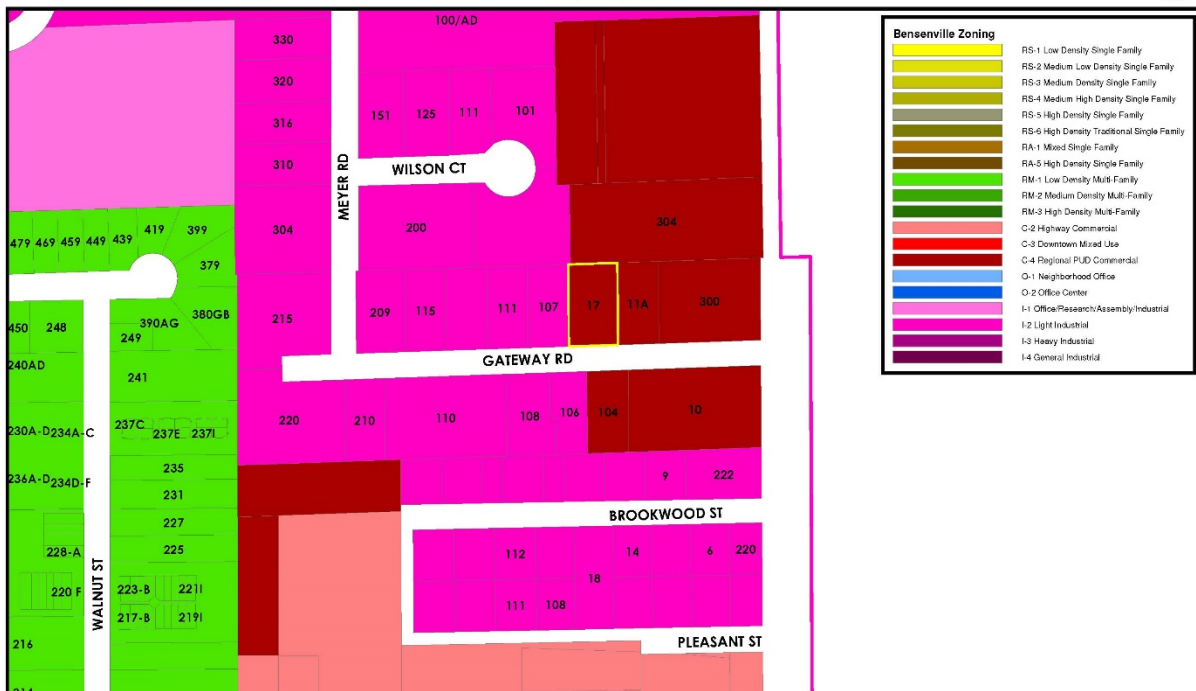 100/AD
330
320
316
310
304
151 125 111 101
WILSON CT
MEYER RD
200
304
479 469 459 449 439 419 399
379
380GB
390AG
249
450 248
240AD
241
215
209 115 111 107 17 11A 300
GATEWAY RD
220 210 110 108 106 104 10
230A-D 234A-C
237C 237E 237I
236A-D 234D-F
235
231
227
225
9 222
BROOKWOOD ST
112 14 6 220
18
111 108
PLEASANT ST
228-A
220 F
WALNUT ST
223-B 221I
217-B 219I
216
214
Bensenville Zoning
RS-1 Low Density Single Family
RS-2 Medium Low Density Single Family
RS-3 Medium Density Single Family
RS-4 Medium High Density Single Family
RS-5 High Density Single Family
RS-6 High Density Traditional Single Family
RA-1 Mixed Single Family
RA-5 High Density Single Family
RM-1 Low Density Multi-Family
RM-2 Medium Density Multi-Family
RM-3 High Density Multi-Family
C-2 Highway Commercial
C-3 Downtown Mixed Use
C-4 Regional PUD Commercial
O-1 Neighborhood Office
O-2 Office Center
I-1 Office/Research/Assembly/Industrial
I-2 Light Industrial
I-3 Heavy Industrial
I-4 General Industrial